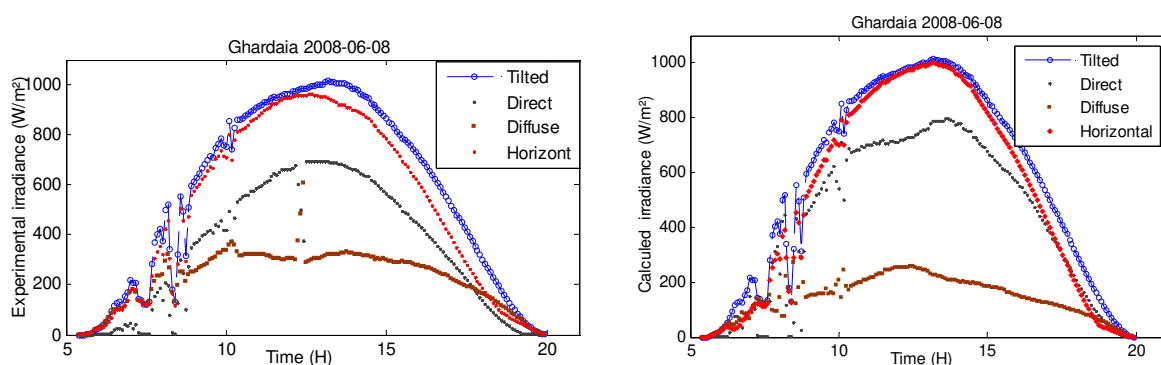 Ghardaia 2008-06-08
Experimental irradiance (W/m²)
1000
800
600
400
200
0
5
10
15
20
Time (H)
Tilted
Direct
Diffuse
Horizont
Ghardaia 2008-06-08
Calculed irradiance (W/m²)
1000
800
600
400
200
0
5
10
15
20
Time (H)
Tilted
Direct
Diffuse
Horizontal